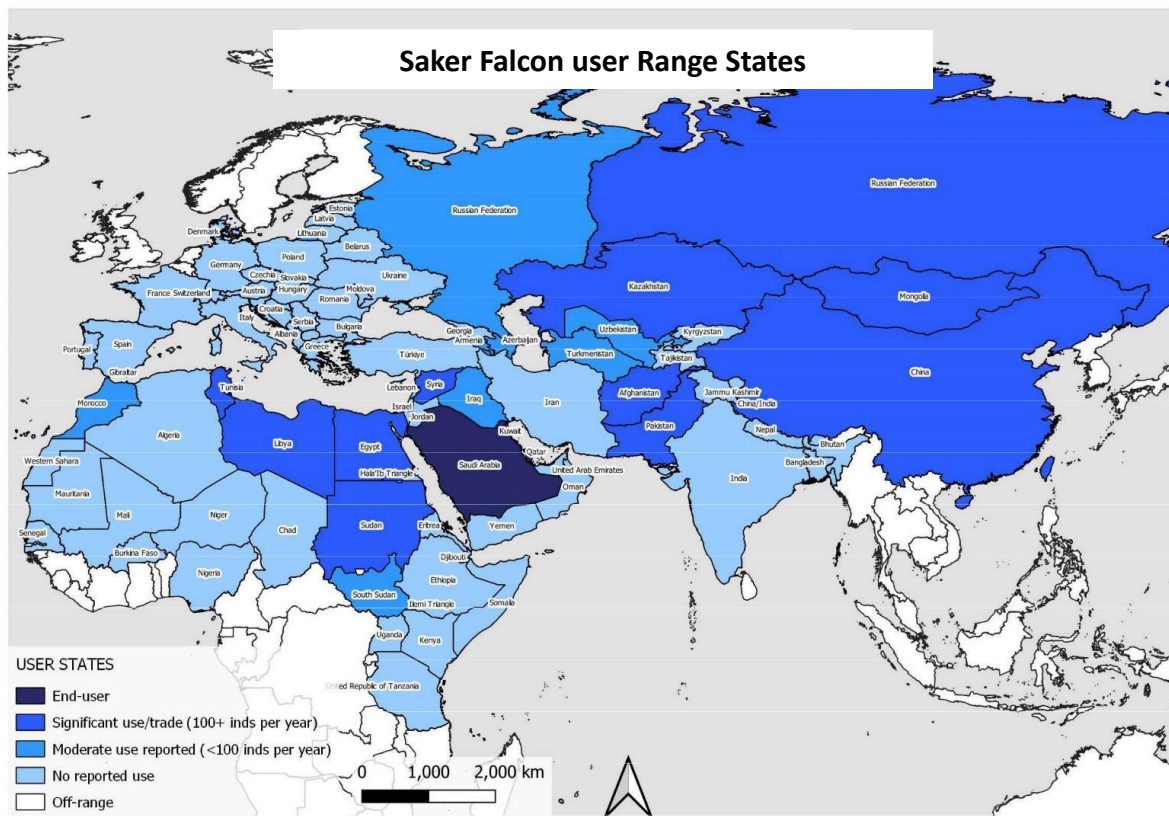 Saker Falcon user Range States
Russian Federation
Russian Federation
Estonia
Latvia
Lithuania
Denmark
Belarus
Poland
Germany
Czechia
Slovakia
Ukraine
Austria
Hungary
Moldova
France
Switzerland
Romania
Croatia
Italy
Serbia
Bulgaria
Albania
Greece
Spain
Portugal
Gibraltar
Georgia
Armenia
Azerbaijan
Türkiye
Kazakhstan
Mongolia
Uzbekistan
Kyrgyzstan
Turkmenistan
Tajikistan
China
Tunisia
Lebanon
Syria
Israel
Jordan
Iraq
Iran
Afghanistan
Jammu Kashmir
China/India
Pakistan
Nepal
Bhutan
Bangladesh
India
Morocco
Algeria
Libya
Egypt
Hala'Ib Triangle
Kuwait
Qatar
Saudi Arabia
United Arab Emirates
Oman
Yemen
Western Sahara
Mauritania
Mali
Niger
Chad
Sudan
Eritrea
Senegal
Burkina Faso
Nigeria
Djibouti
Ethiopia
South Sudan
Ilemi Triangle
Somalia
Uganda
Kenya
United Republic of Tanzania
USER STATES
End-user
Significant use/trade (100+ inds per year)
Moderate use reported (<100 inds per year)
No reported use
Off-range
0 1,000 2,000 km